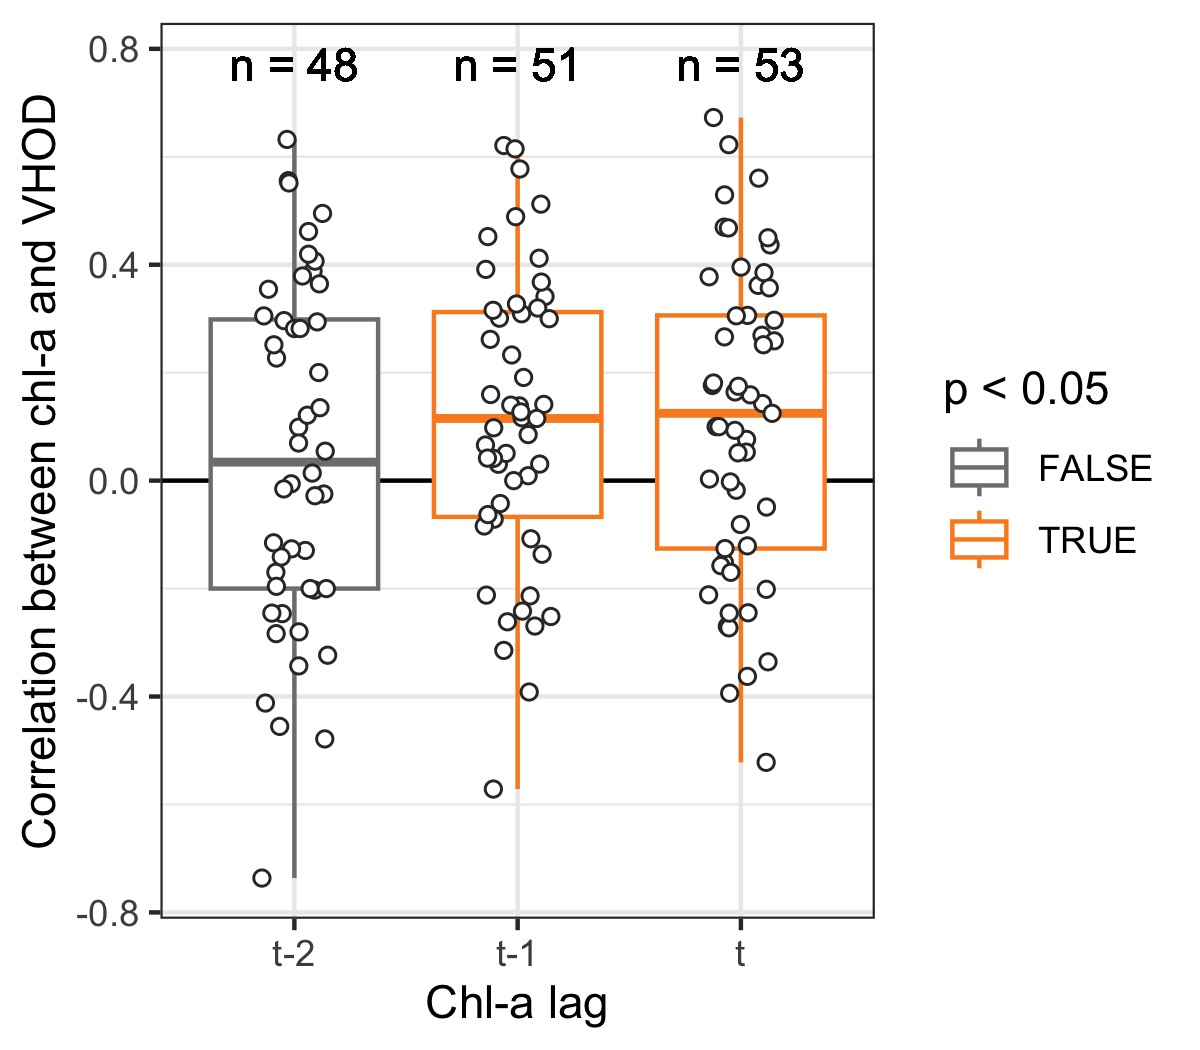 n = 48
n = 51
n = 53
0.8
0.4
0.0
-0.4
-0.8
Correlation between chl-a and VHOD
t-2
t-1
t
Chl-a lag
p < 0.05
FALSE
TRUE